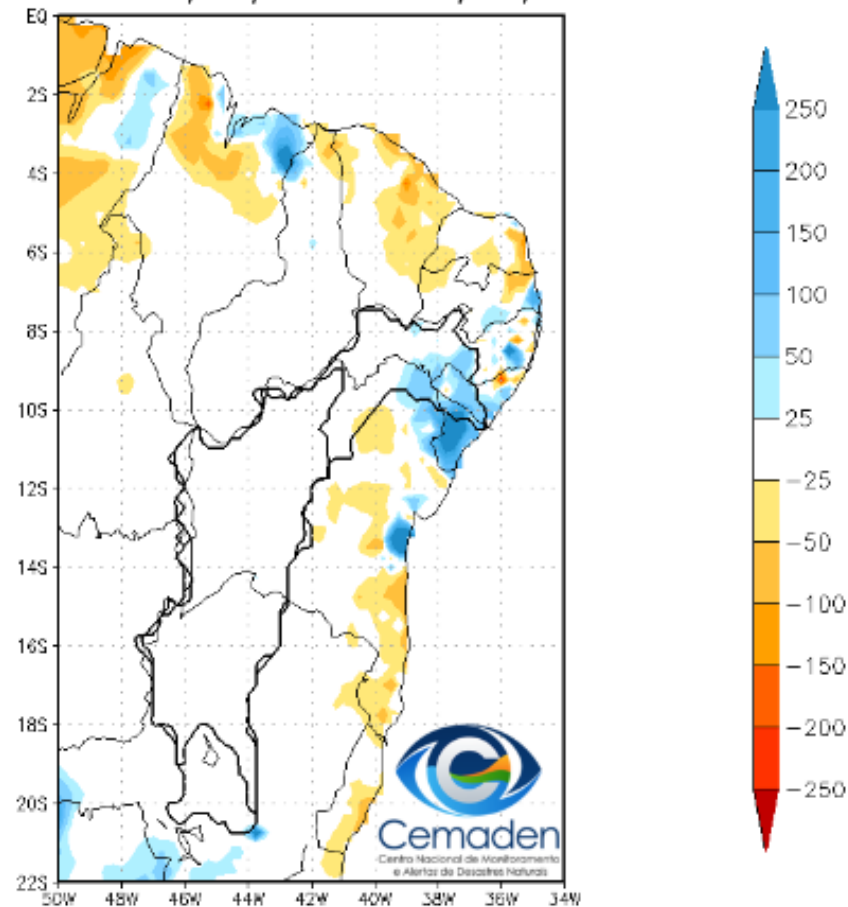 EQ
2S
4S
6S
8S
10S
12S
14S
16S
18S
20S
22S
50W 48W 46W 44W 42W 40W 38W 36W 34W
250
200
150
100
50
25
-25
-50
-100
-150
-200
-250
Cemaden
Centro Nacional de Monitoramento
e Alertas de Desastres Naturais